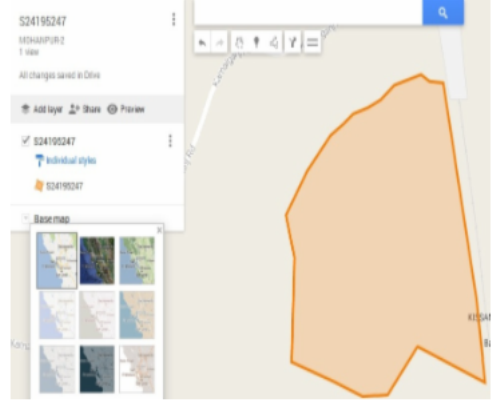 S24195247
MOHANPUR-2
1 view
All changes saved in Drive
Add layer Share Preview
S24195247
Individual styles
S24195247
Base map
Rd